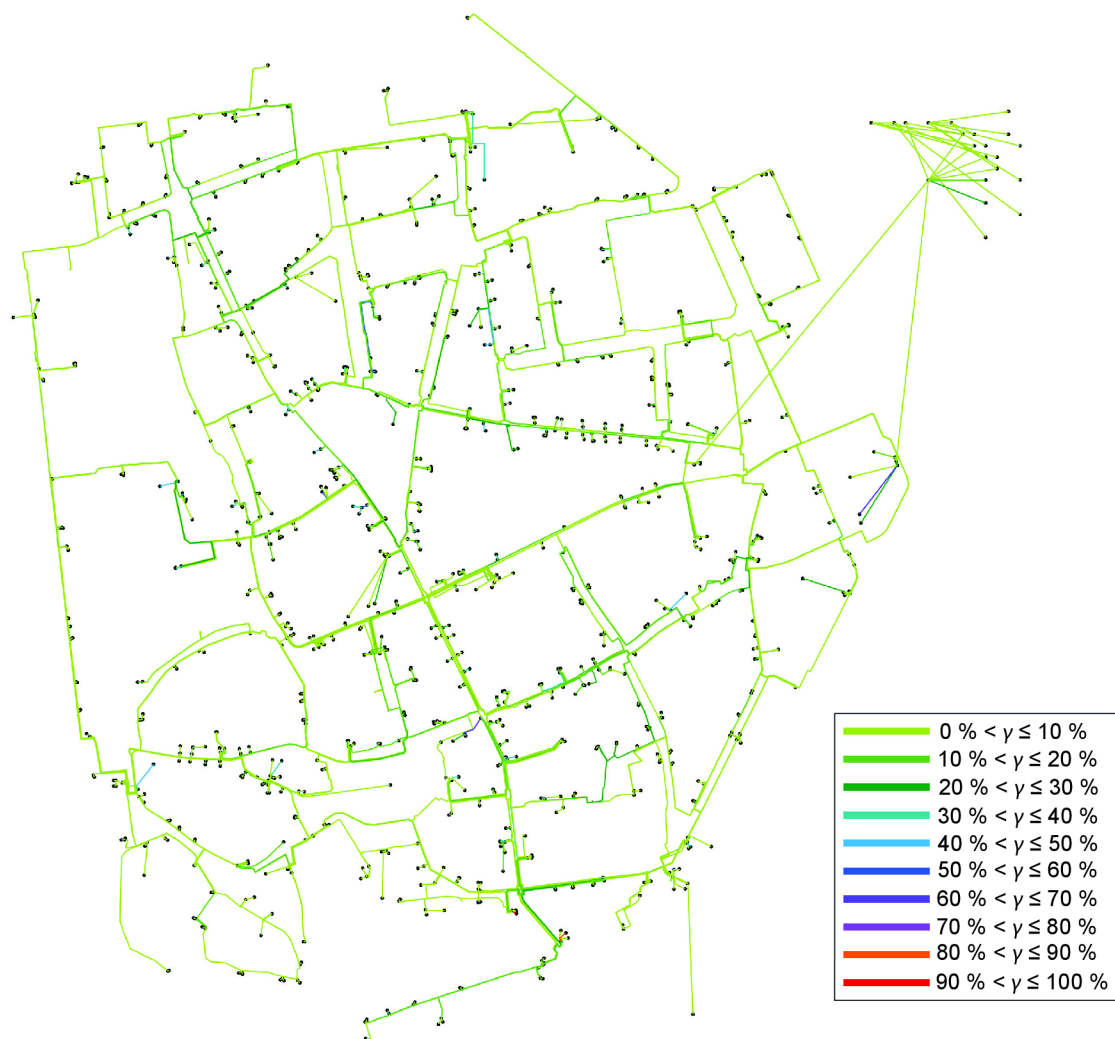 0 % < γ ≤ 10 %
10 % < γ ≤ 20 %
20 % < γ ≤ 30 %
30 % < γ ≤ 40 %
40 % < γ ≤ 50 %
50 % < γ ≤ 60 %
60 % < γ ≤ 70 %
70 % < γ ≤ 80 %
80 % < γ ≤ 90 %
90 % < γ ≤ 100 %